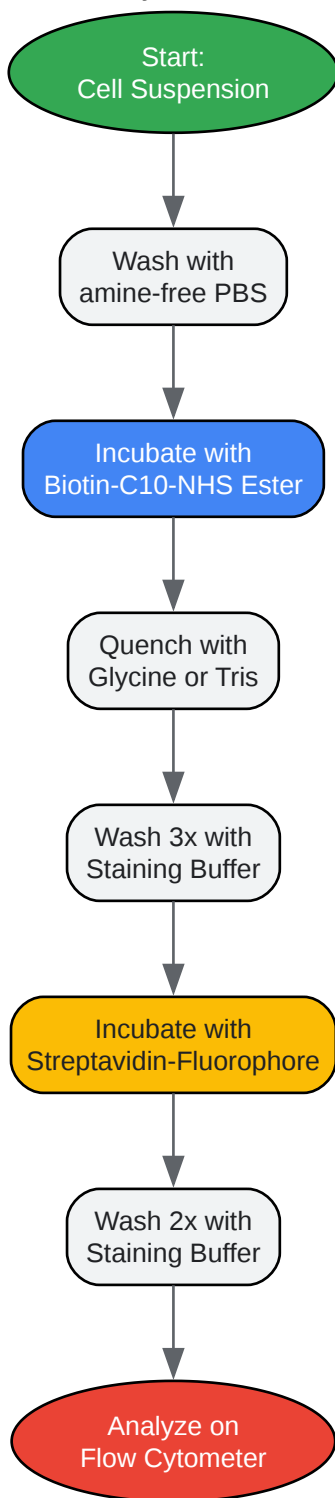 Start:
Cell Suspension
Wash with
amine-free PBS
Incubate with
Biotin-C10-NHS Ester
Quench with
Glycine or Tris
Wash 3x with
Staining Buffer
Incubate with
Streptavidin-Fluorophore
Wash 2x with
Staining Buffer
Analyze on
Flow Cytometer